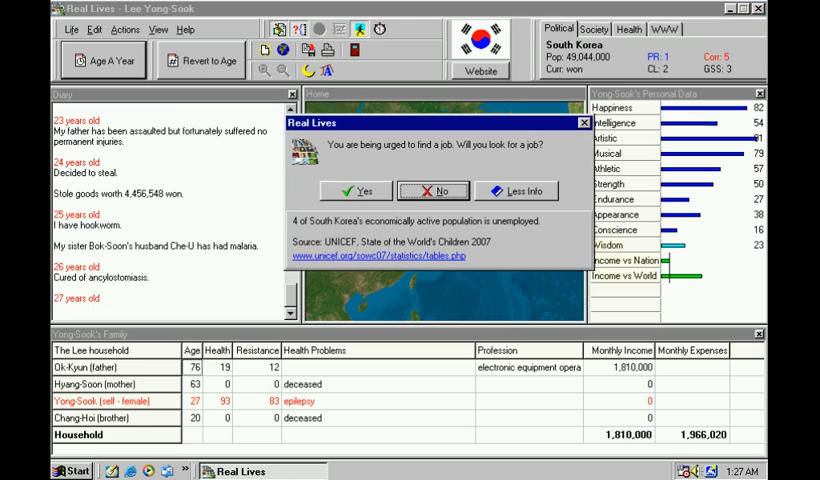 Real Lives - Lee Yong-Sook
Life Edit Actions View Help
Age A Year
Revert to Age
Website
Political Society Health WWW
South Korea
Pop: 49,044,000 PR: 1 Corr: 5
Curr: won CL: 2 GSS: 3
Diary
23 years old
My father has been assaulted but fortunately suffered no
permanent injuries.
24 years old
Decided to steal.
Stole goods worth 4,456,548 won.
25 years old
I have hookworm.
My sister Bok-Soon's husband Che-U has had malaria.
26 years old
Cured of ancylostomiasis.
27 years old
Home
Real Lives
You are being urged to find a job. Will you look for a job?
Yes No Less Info
4 of South Korea's economically active population is unemployed.
Source: UNICEF, State of the World's Children 2007
www.unicef.org/sowc07/statistics/tables.php
Yong-Sook's Personal Data
Happiness 82
Intelligence 54
Artistic 81
Musical 79
Athletic 57
Strength 50
Endurance 27
Appearance 38
Conscience 16
Wisdom 23
Income vs Nation
Income vs World
Yong-Sook's Family
The Lee household Age Health Resistance Health Problems Profession Monthly Income Monthly Expenses
Ok-Kyun (father) 76 19 12 electronic equipment opera 1,810,000
Hyang-Soon (mother) 63 0 0 deceased 0
Yong-Sook (self - female) 27 93 83 epilepsy 0
Chang-Hoi (brother) 20 0 0 deceased 0
Household 1,810,000 1,966,020
Start » Real Lives 1:27 AM